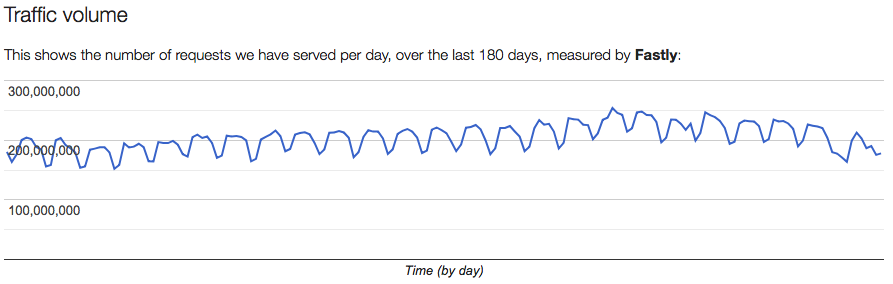 Traffic volume
This shows the number of requests we have served per day, over the last 180 days, measured by Fastly:
300,000,000
200,000,000
100,000,000
Time (by day)